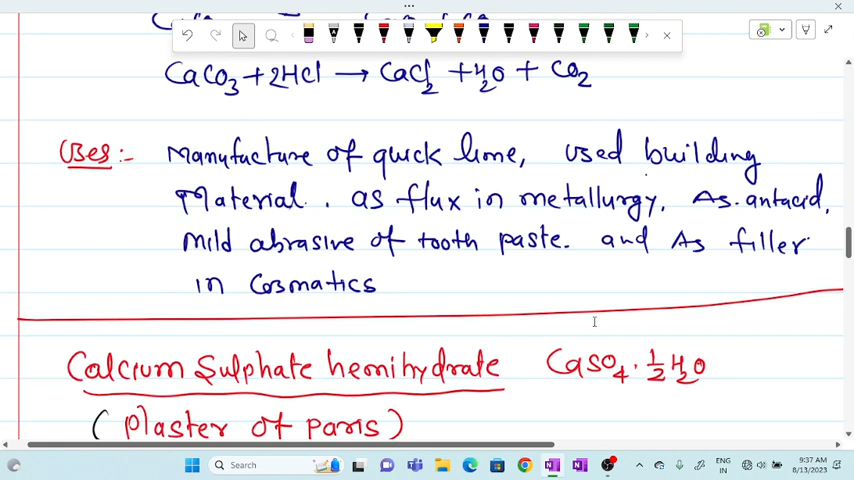 CaCO3 + 2HCl → CaCl2 + H2O + CO2
Uses :- Manufacture of quick lime, used building
Material. as flux in metallurgy. As antacid,
Mild abrasive of tooth paste. and As filler
in Cosmatics
Calcium Sulphate hemihydrate CaSO4·1/2 H2O
(Plaster of paris)
Search
ENG
IN
9:37 AM
8/13/2023